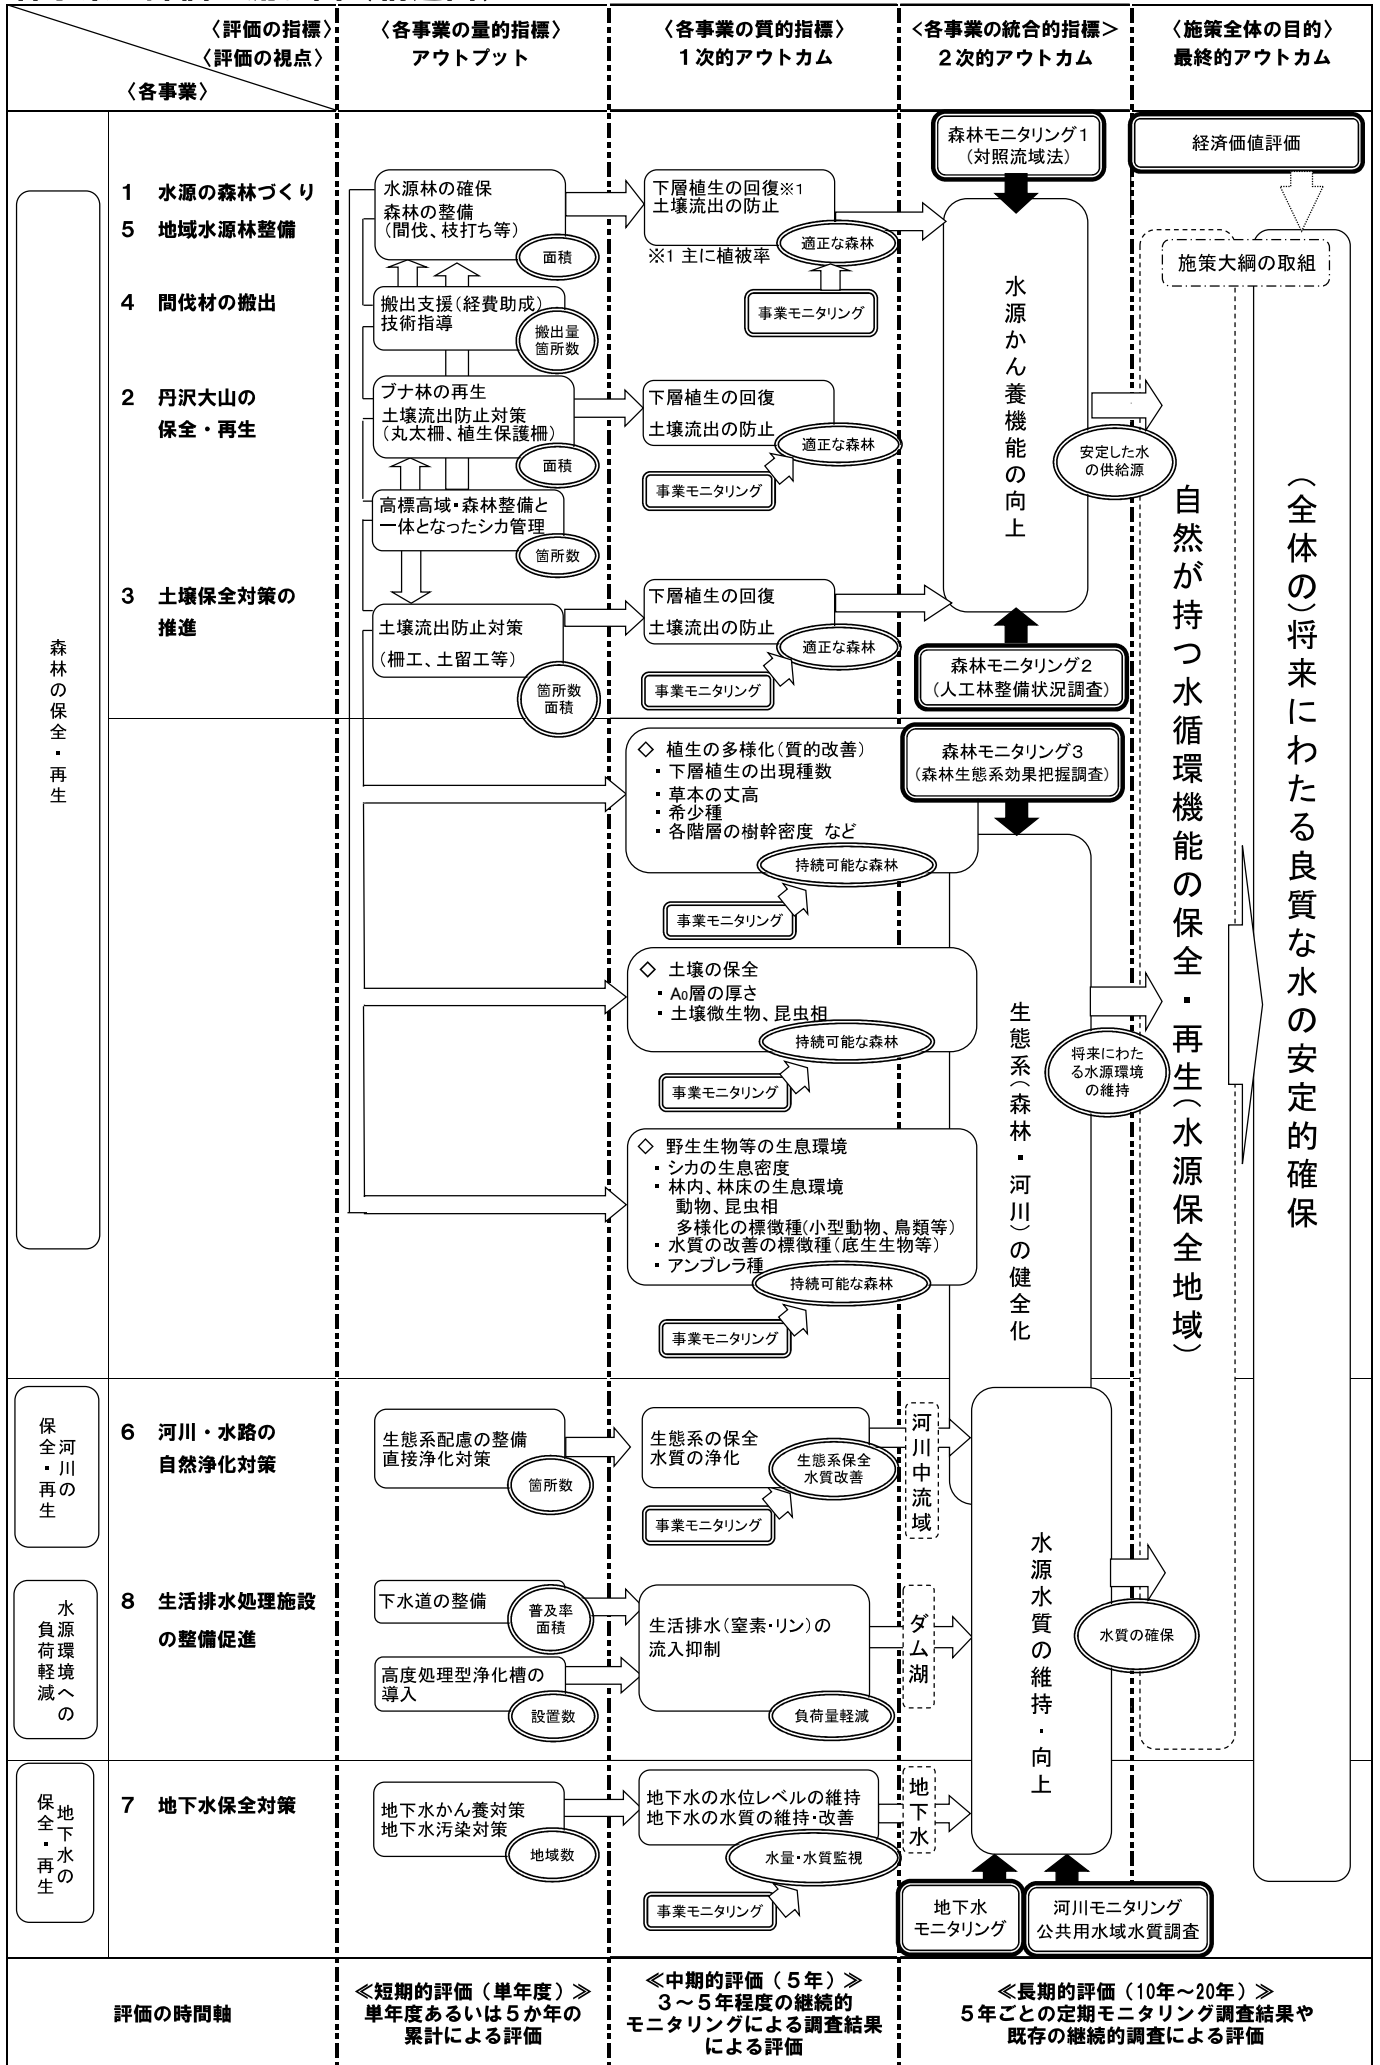 〈評価の指標〉
〈評価の視点〉
〈各事業〉
〈各事業の量的指標〉
アウトプット
〈各事業の質的指標〉
1次的アウトカム
<各事業の統合的指標>
2次的アウトカム
〈施策全体の目的〉
最終的アウトカム
森林の保全・再生
1 水源の森林づくり
5 地域水源林整備
4 間伐材の搬出
2 丹沢大山の
保全・再生
3 土壌保全対策の
推進
水源林の確保
森林の整備
(間伐、枝打ち等)
面積
搬出支援(経費助成)
技術指導
搬出量
箇所数
ブナ林の再生
土壌流出防止対策
(丸太柵、植生保護柵)
面積
高標高域・森林整備と
一体となったシカ管理
箇所数
土壌流出防止対策
(柵工、土留工等)
箇所数
面積
下層植生の回復※1
土壌流出の防止
適正な森林
※1 主に植被率
事業モニタリング
下層植生の回復
土壌流出の防止
適正な森林
事業モニタリング
下層植生の回復
土壌流出の防止
適正な森林
事業モニタリング
◇ 植生の多様化(質的改善)
・下層植生の出現種数
・草本の丈高
・希少種
・各階層の樹幹密度 など
持続可能な森林
事業モニタリング
◇ 土壌の保全
・A0層の厚さ
・土壌微生物、昆虫相
持続可能な森林
事業モニタリング
◇ 野生生物等の生息環境
・シカの生息密度
・林内、林床の生息環境
動物、昆虫相
多様化の標徴種(小型動物、鳥類等)
・水質の改善の標徴種(底生生物等)
・アンブレラ種
持続可能な森林
事業モニタリング
森林モニタリング1
(対照流域法)
水源かん養機能の向上
安定した水
の供給源
森林モニタリング2
(人工林整備状況調査)
森林モニタリング3
(森林生態系効果把握調査)
生態系(森林・河川)の健全化
将来にわた
る水源環境
の維持
経済価値評価
施策大綱の取組
自然が持つ水循環機能の保全・再生(水源保全地域)
(全体の)将来にわたる良質な水の安定的確保
河川の
保全・再生
6 河川・水路の
自然浄化対策
生態系配慮の整備
直接浄化対策
箇所数
生態系の保全
水質の浄化
生態系保全
水質改善
事業モニタリング
河川中流域
水源環境への
負荷軽減
8 生活排水処理施設
の整備促進
下水道の整備
普及率
面積
高度処理型浄化槽の
導入
設置数
生活排水(窒素・リン)の
流入抑制
負荷量軽減
ダム湖
水源水質の維持・向上
水質の確保
地下水の
保全・再生
7 地下水保全対策
地下水かん養対策
地下水汚染対策
地域数
地下水の水位レベルの維持
地下水の水質の維持・改善
水量・水質監視
事業モニタリング
地下水
地下水
モニタリング
河川モニタリング
公共用水域水質調査
評価の時間軸
≪短期的評価(単年度)≫
単年度あるいは5か年の
累計による評価
≪中期的評価(5年)≫
3～5年程度の継続的
モニタリングによる調査結果
による評価
≪長期的評価(10年～20年)≫
5年ごとの定期モニタリング調査結果や
既存の継続的調査による評価